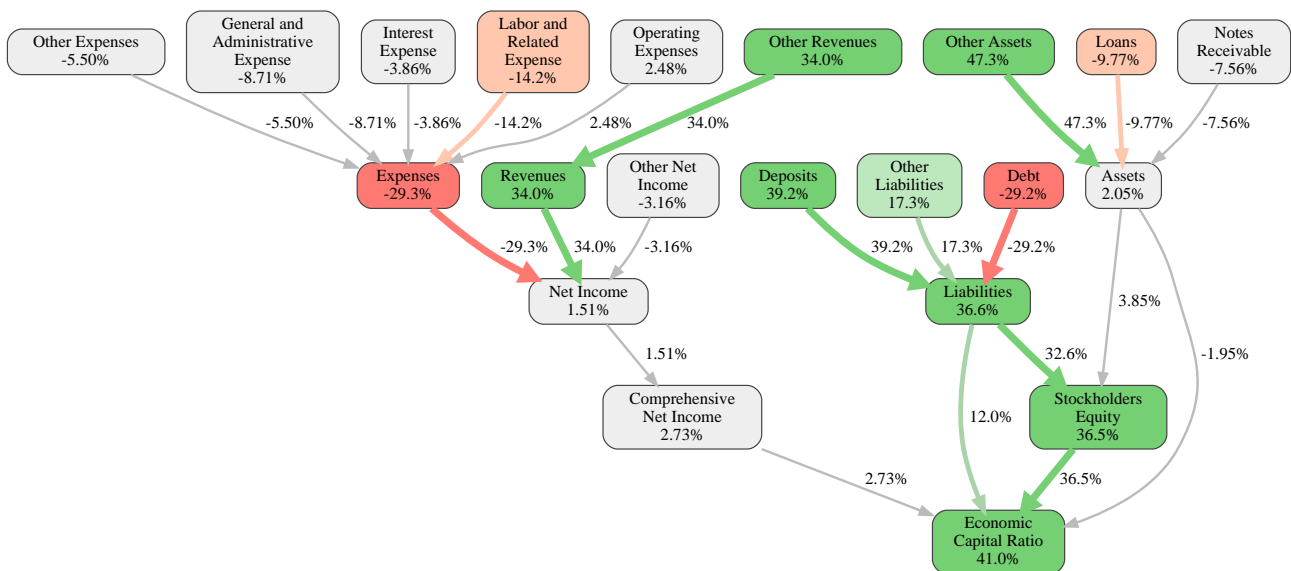 Other Expenses
-5.50%
General and
Administrative
Expense
-8.71%
Interest
Expense
-3.86%
Labor and
Related
Expense
-14.2%
Operating
Expenses
2.48%
Other Revenues
34.0%
Other Assets
47.3%
Loans
-9.77%
Notes
Receivable
-7.56%
-5.50%
-8.71%
-3.86%
-14.2%
2.48%
34.0%
47.3%
-9.77%
-7.56%
Expenses
-29.3%
Revenues
34.0%
Other Net
Income
-3.16%
Deposits
39.2%
Other
Liabilities
17.3%
Debt
-29.2%
Assets
2.05%
-29.3%
34.0%
-3.16%
39.2%
17.3%
-29.2%
Net Income
1.51%
Liabilities
36.6%
3.85%
1.51%
32.6%
-1.95%
Comprehensive
Net Income
2.73%
12.0%
Stockholders
Equity
36.5%
2.73%
36.5%
Economic
Capital Ratio
41.0%